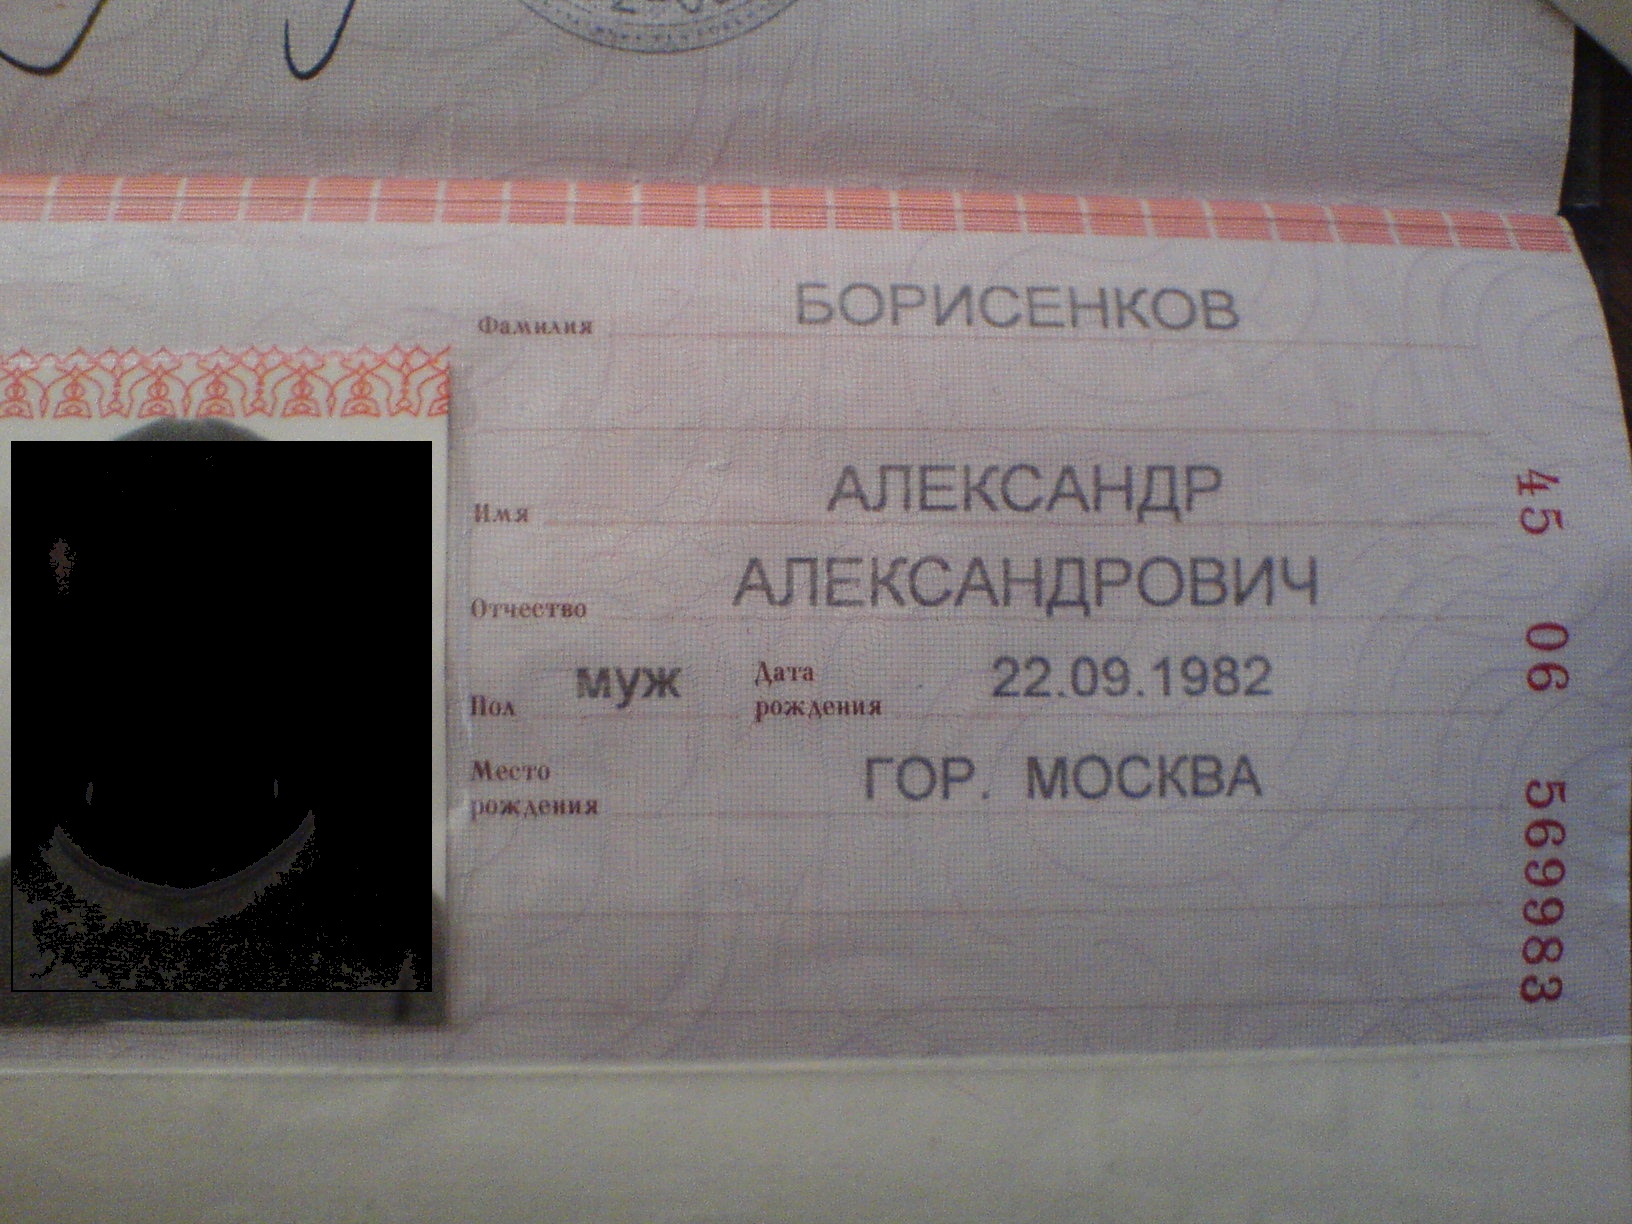 Фамилия БОРИСЕНКОВ
Имя АЛЕКСАНДР
Отчество АЛЕКСАНДРОВИЧ
Пол МУЖ Дата рождения 22.09.1982
Место рождения ГОР. МОСКВА
45 06 569983